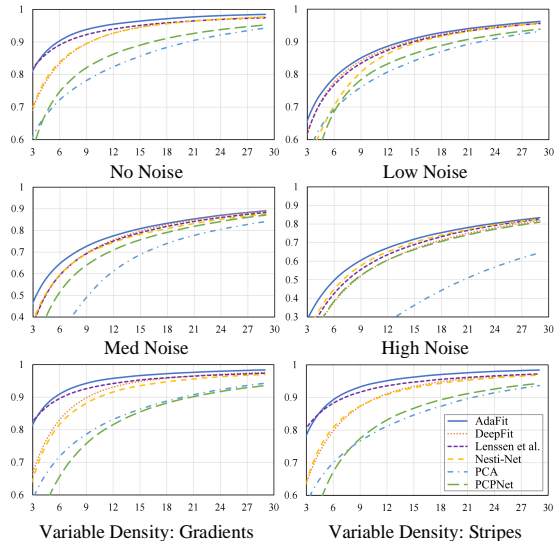 1
1
0.9
0.9
0.8
0.8
0.7
0.7
0.6
0.6
3 6 9 12 15 18 21 24 27 30
3 6 9 12 15 18 21 24 27 30
No Noise
Low Noise
1
1
0.9
0.9
0.8
0.8
0.7
0.7
0.6
0.6
0.5
0.5
0.4
0.4
0.3
3 6 9 12 15 18 21 24 27 30
3 6 9 12 15 18 21 24 27 30
Med Noise
High Noise
1
1
0.9
0.9
0.8
0.8
0.7
0.7
0.6
0.6
AdaFit
DeepFit
Lenssen et al.
Nesti-Net
PCA
PCPNet
3 6 9 12 15 18 21 24 27 30
3 6 9 12 15 18 21 24 27 30
Variable Density: Gradients
Variable Density: Stripes